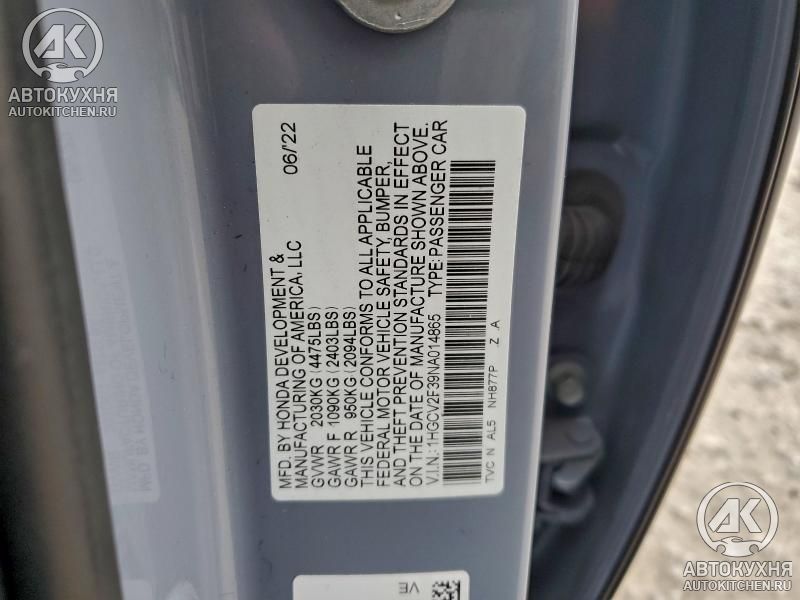 AK
АВТОКУХНЯ
AUTOKITCHEN.RU
MFD. BY HONDA DEVELOPMENT &
MANUFACTURING OF AMERICA, LLC 06/'22
GVWR 2030KG (4475LBS)
GAWR F 1090KG (2403LBS)
GAWR R 950KG (2094LBS)
THIS VEHICLE CONFORMS TO ALL APPLICABLE
FEDERAL MOTOR VEHICLE SAFETY, BUMPER,
AND THEFT PREVENTION STANDARDS IN EFFECT
ON THE DATE OF MANUFACTURE SHOWN ABOVE.
V.I.N.: 1HGCV2F39NA014865 TYPE: PASSENGER CAR
TVC N AL5 NH877P Z A
VE
AK
АВТОКУХНЯ
AUTOKITCHEN.RU